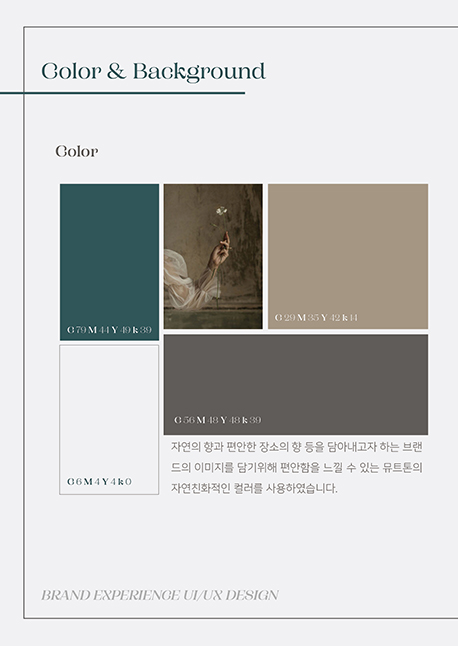 Color & Background
Color
C 79 M 44 Y 49 k 39
C 29 M 35 Y 42 k 14
C 56 M 48 Y 48 k 39
C 6 M 4 Y 4 k 0
자연의 향과 편안한 장소의 향 등을 담아내고자 하는 브랜
드의 이미지를 담기위해 편안함을 느낄 수 있는 뮤트톤의
자연친화적인 컬러를 사용하였습니다.
BRAND EXPERIENCE UI/UX DESIGN